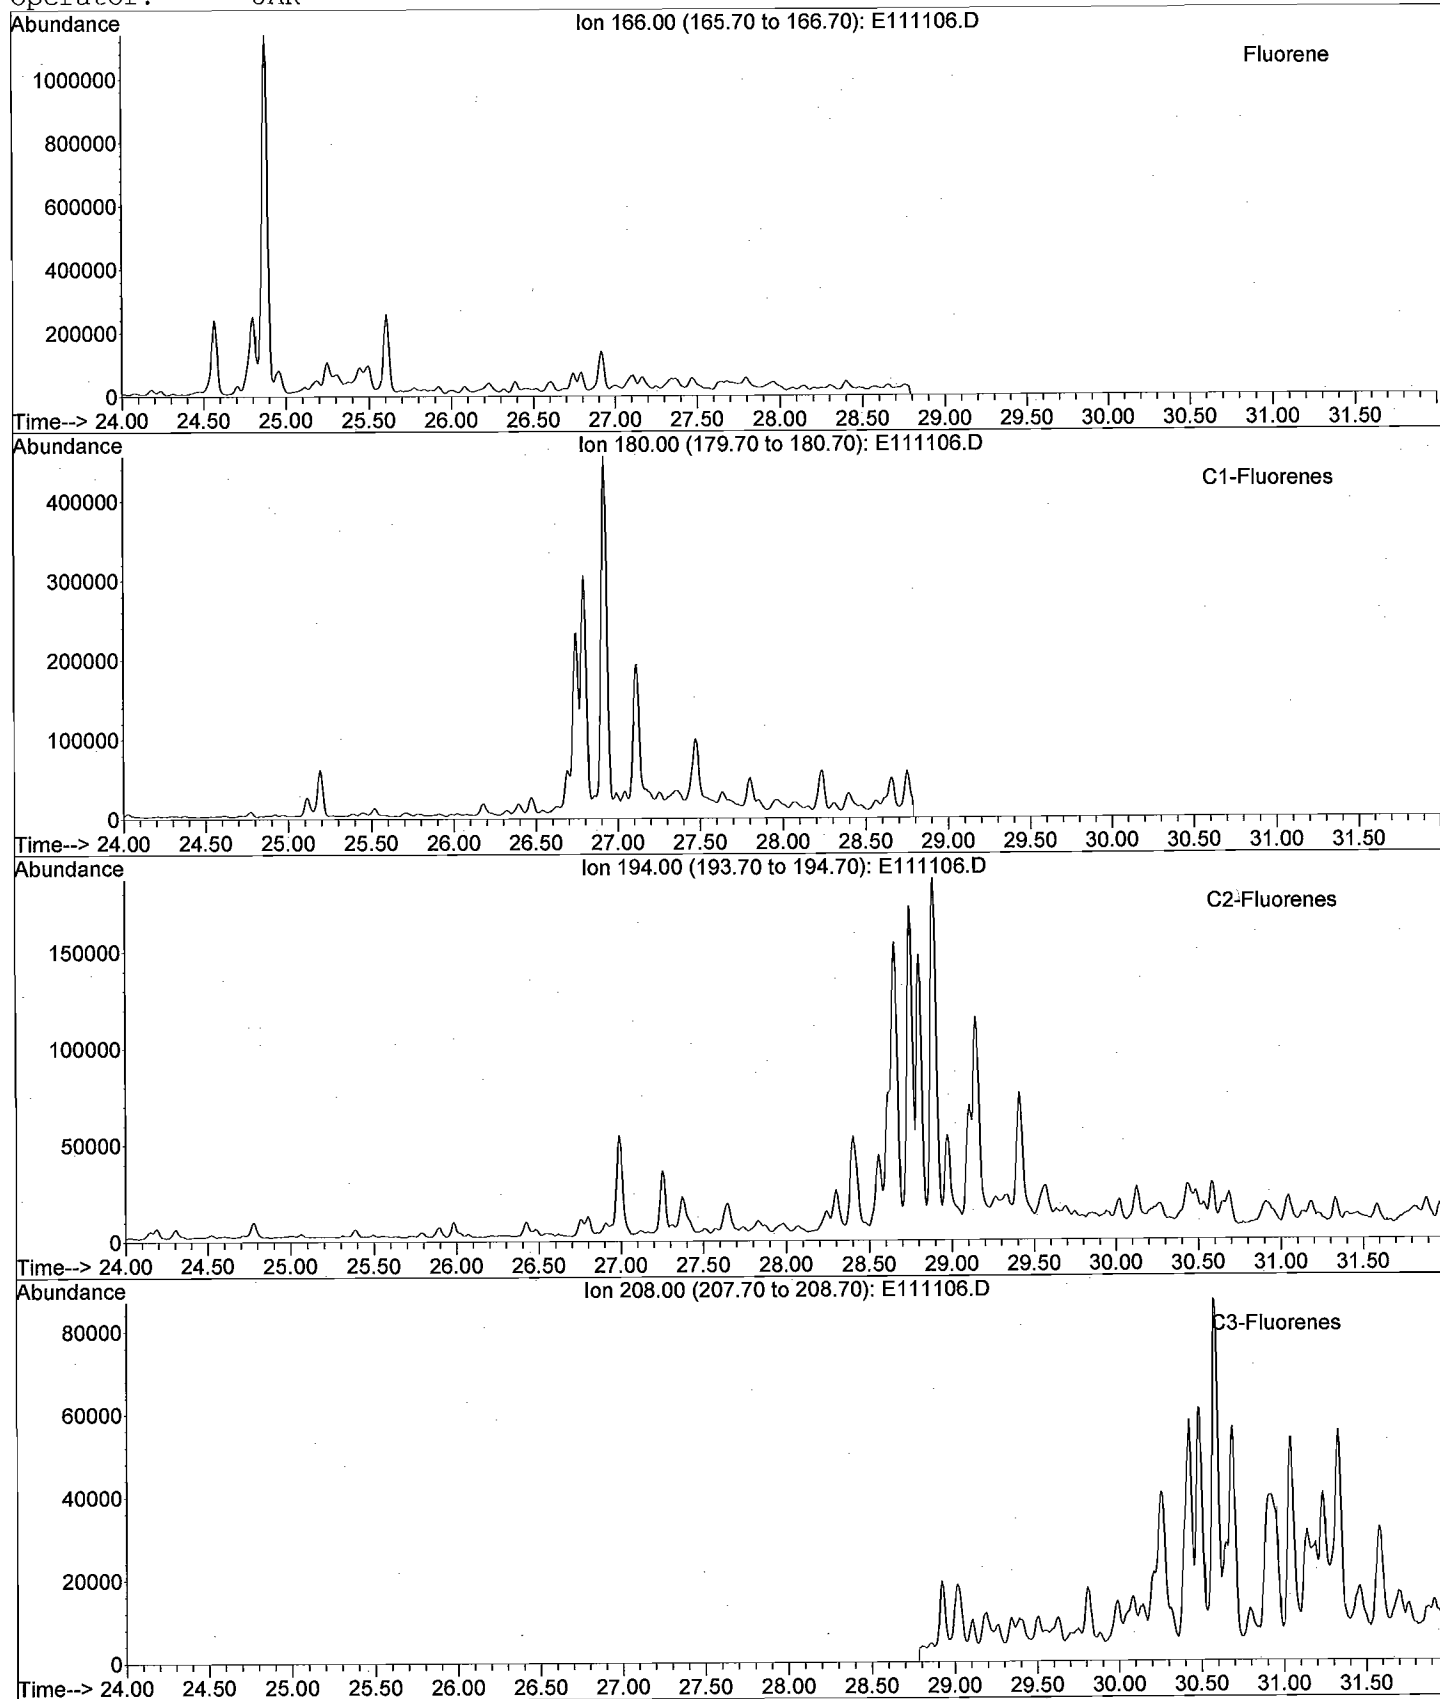 Abundance
Ion 166.00 (165.70 to 166.70): E111106.D
Fluorene
1000000
800000
600000
400000
200000
0
Time--> 24.00 24.50 25.00 25.50 26.00 26.50 27.00 27.50 28.00 28.50 29.00 29.50 30.00 30.50 31.00 31.50
Abundance
Ion 180.00 (179.70 to 180.70): E111106.D
C1-Fluorenes
400000
300000
200000
100000
0
Time--> 24.00 24.50 25.00 25.50 26.00 26.50 27.00 27.50 28.00 28.50 29.00 29.50 30.00 30.50 31.00 31.50
Abundance
Ion 194.00 (193.70 to 194.70): E111106.D
C2-Fluorenes
150000
100000
50000
0
Time--> 24.00 24.50 25.00 25.50 26.00 26.50 27.00 27.50 28.00 28.50 29.00 29.50 30.00 30.50 31.00 31.50
Abundance
Ion 208.00 (207.70 to 208.70): E111106.D
C3-Fluorenes
80000
60000
40000
20000
0
Time--> 24.00 24.50 25.00 25.50 26.00 26.50 27.00 27.50 28.00 28.50 29.00 29.50 30.00 30.50 31.00 31.50